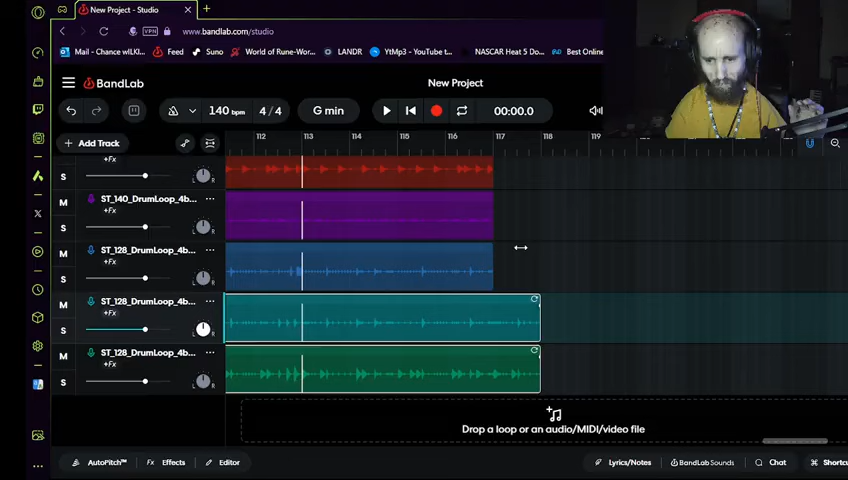 New Project - Studio
VPN
www.bandlab.com/studio
Mail - Chance wILKI... Feed Suno World of Rune-Wor... LANDR YtMp3 - YouTube t... NASCAR Heat 5 Do... Best Online
BandLab
New Project
140 bpm 4/4 G min 00:00.0
Add Track
112 113 114 115 116 117 118 119
+Fx
S
M ST_140_DrumLoop_4b...
+Fx
S L R
M ST_128_DrumLoop_4b...
+Fx
S L R
M ST_128_DrumLoop_4b...
+Fx
S L R
M ST_128_DrumLoop_4b...
+Fx
S L R
Drop a loop or an audio/MIDI/video file
AutoPitch™ Fx Effects Editor Lyrics/Notes BandLab Sounds Chat Shortcu